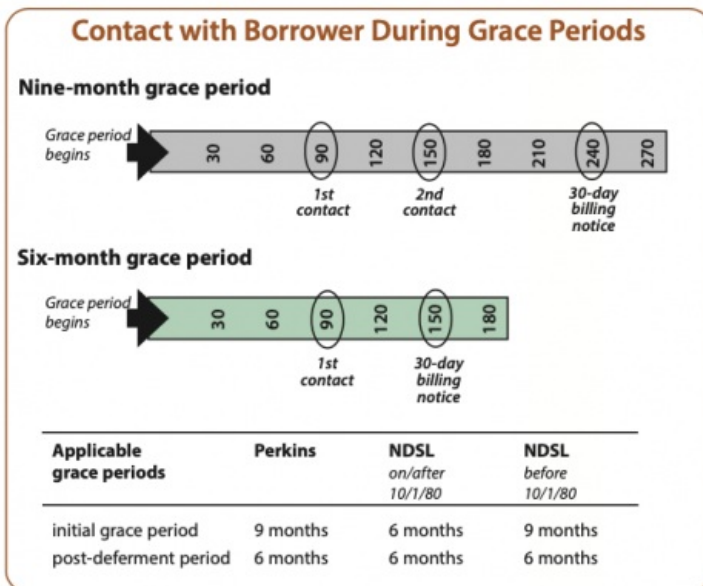 Contact with Borrower During Grace Periods
Nine-month grace period
Grace period
begins
30 60 90 120 150 180 210 240 270
1st
contact
2nd
contact
30-day
billing
notice
Six-month grace period
Grace period
begins
30 60 90 120 150 180
1st
contact
30-day
billing
notice
Applicable
grace periods
Perkins
NDSL
on/after
10/1/80
NDSL
before
10/1/80
initial grace period 9 months 6 months 9 months
post-deferment period 6 months 6 months 6 months